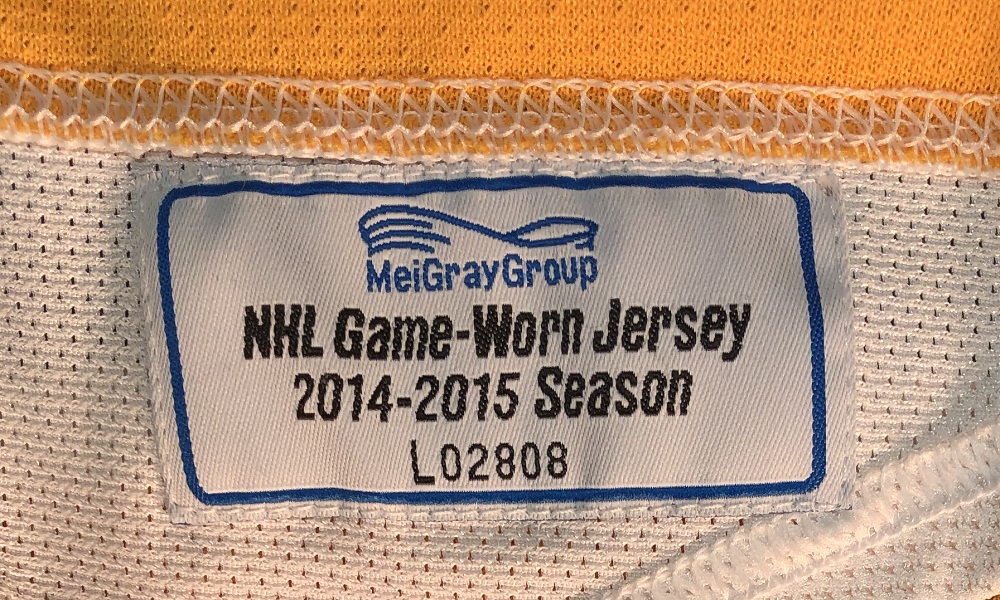 MeiGrayGroup
NHL Game-Worn Jersey
2014-2015 Season
L02808